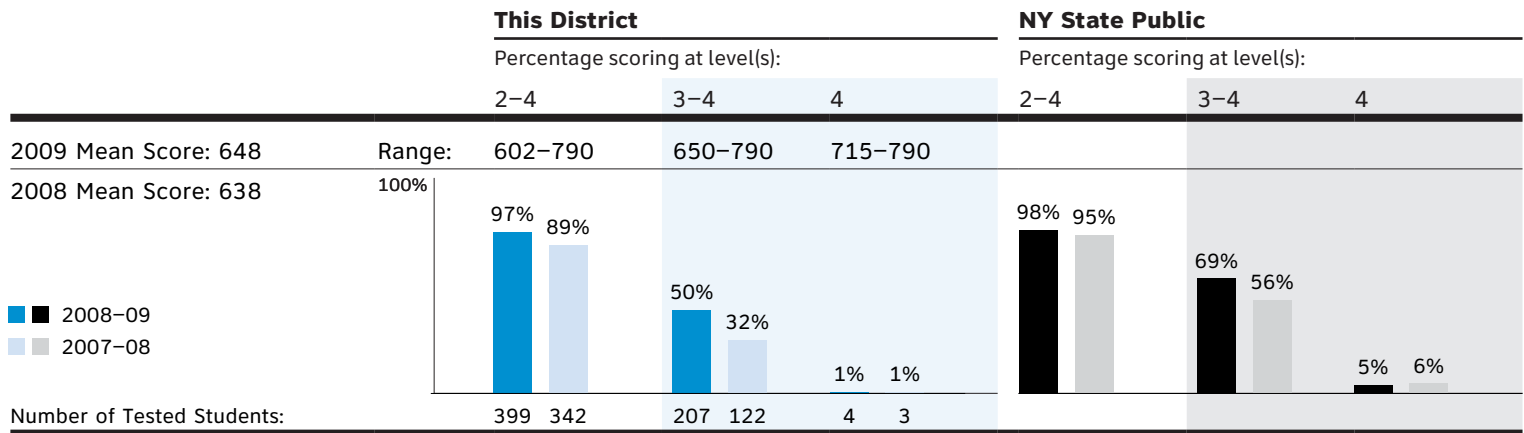 This District NY State Public
Percentage scoring at level(s): Percentage scoring at level(s):
2–4 3–4 4 2–4 3–4 4
2009 Mean Score: 648 Range: 602–790 650–790 715–790
2008 Mean Score: 638 100%
97% 89% 50% 32% 1% 1% 98% 95% 69% 56% 5% 6%
2008–09
2007–08
Number of Tested Students: 399 342 207 122 4 3